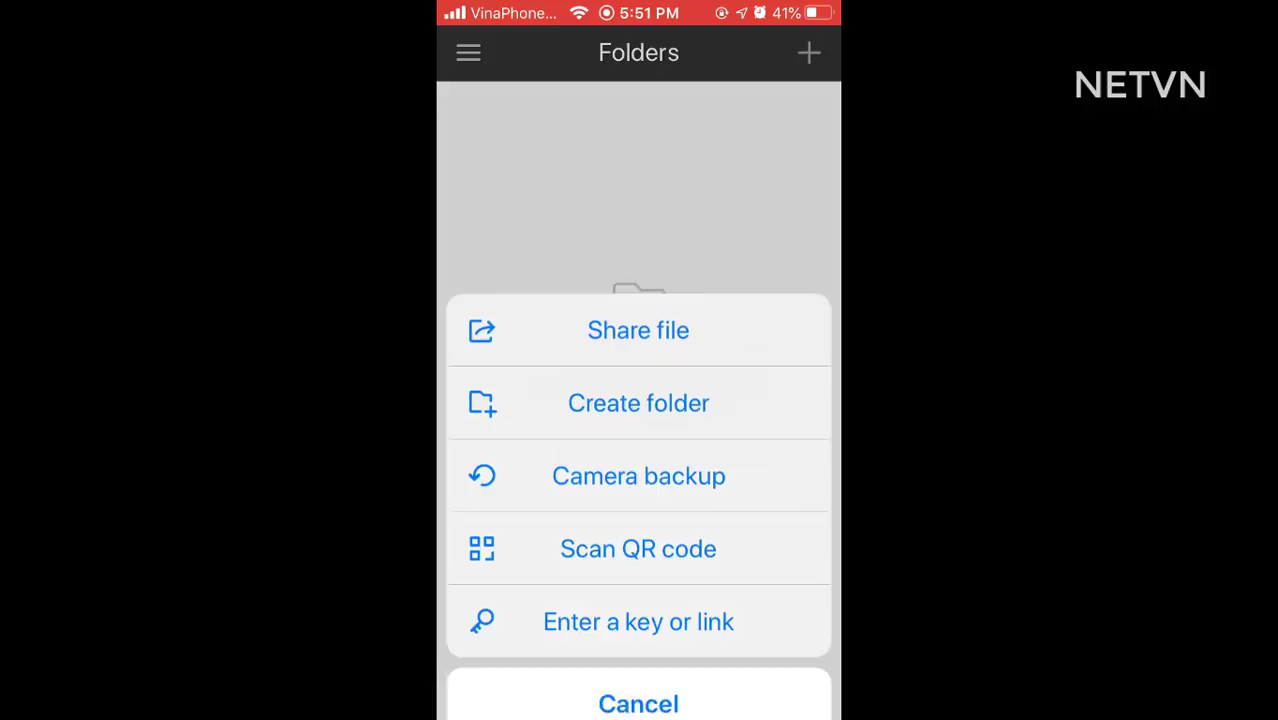 VinaPhone... 5:51 PM 41%
Folders
NETVN
Share file
Create folder
Camera backup
Scan QR code
Enter a key or link
Cancel